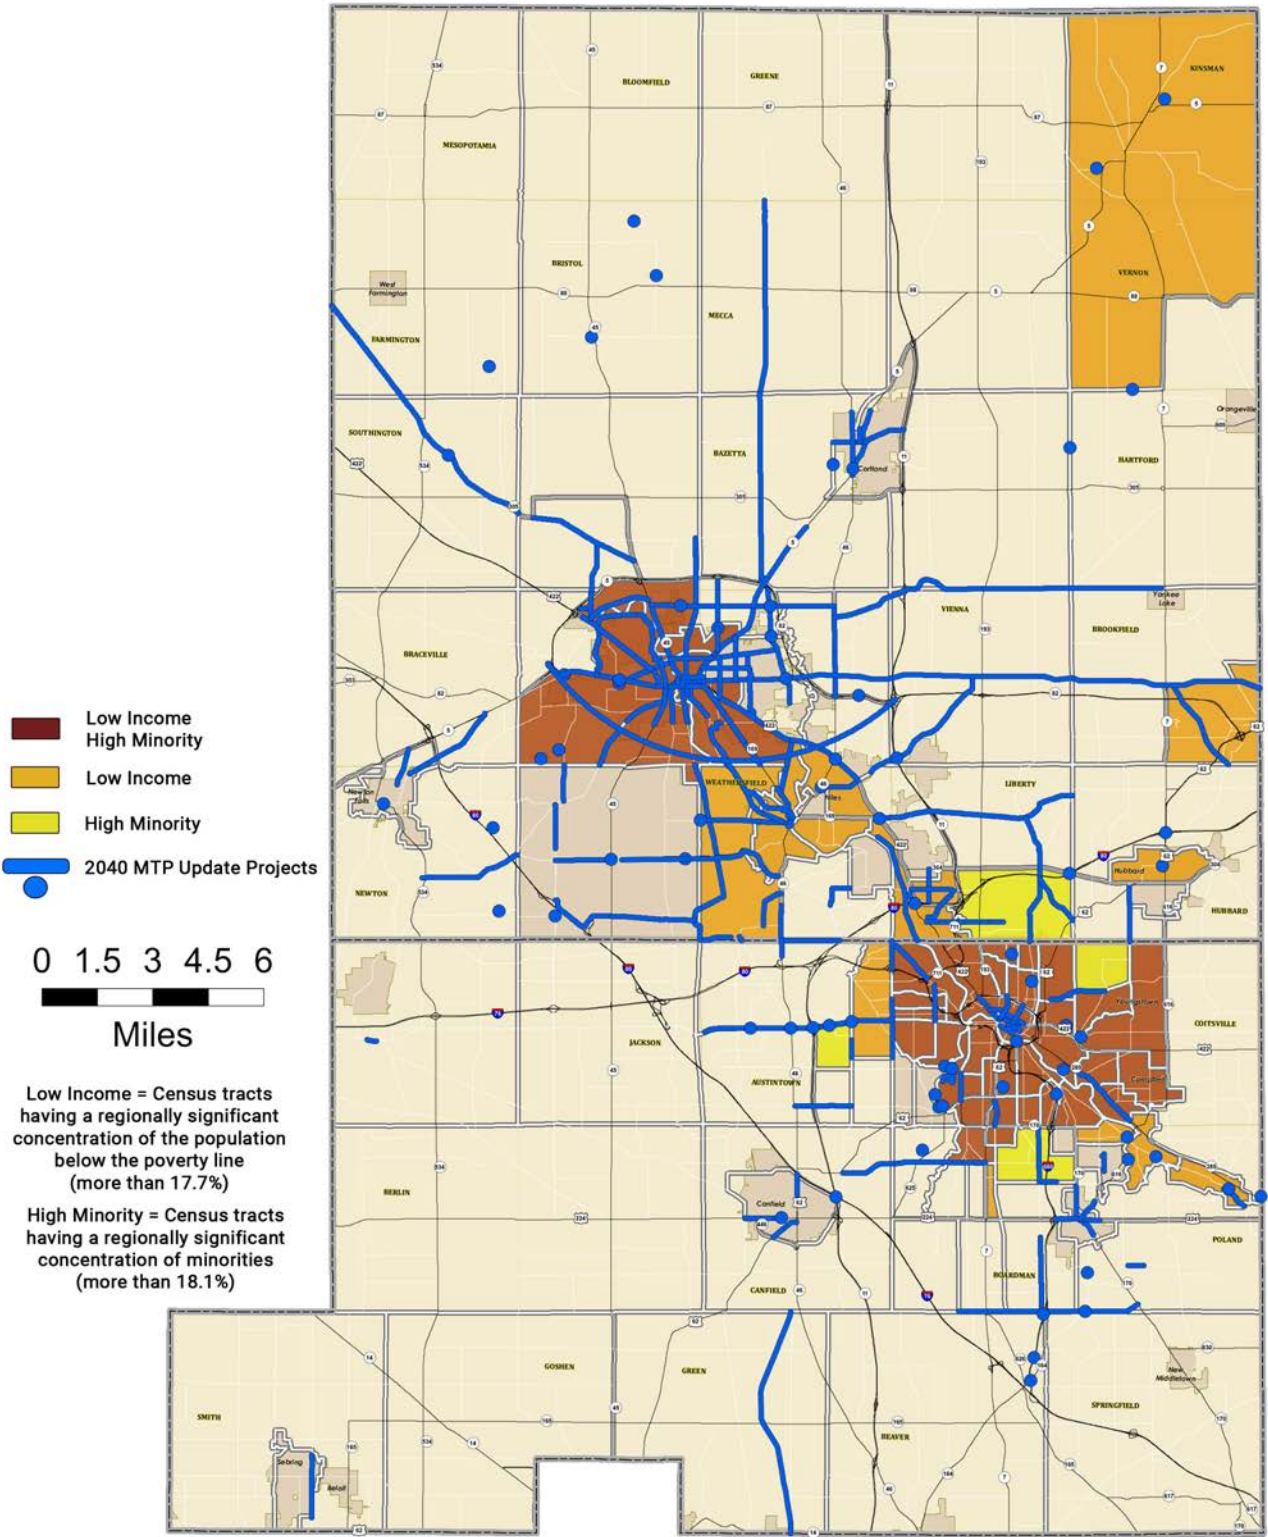 KINSMAN
BLOOMFIELD
GREENE
MESOPOTAMIA
BRISTOL
VERNON
West
Farmington
MECCA
FARMINGTON
Orangeville
SOUTHINGTON
BAZETTA
HARTFORD
Cortland
Yankee
Lake
VIENNA
BROOKFIELD
BRACEVILLE
Low Income
High Minority
Low Income
High Minority
2040 MTP Update Projects
WEATHERSFIELD
LIBERTY
Niles
Newton
Falls
Hubbard
NEWTON
HUBBARD
0 1.5 3 4.5 6
Miles
Youngstown
COITSVILLE
JACKSON
AUSTINTOWN
Campbell
Low Income = Census tracts
having a regionally significant
concentration of the population
below the poverty line
(more than 17.7%)
High Minority = Census tracts
having a regionally significant
concentration of minorities
(more than 18.1%)
BERLIN
Canfield
POLAND
BOARDMAN
CANFIELD
GOSHEN
GREEN
New
Middletown
SPRINGFIELD
SMITH
BEAVER
Sebring
Beloit